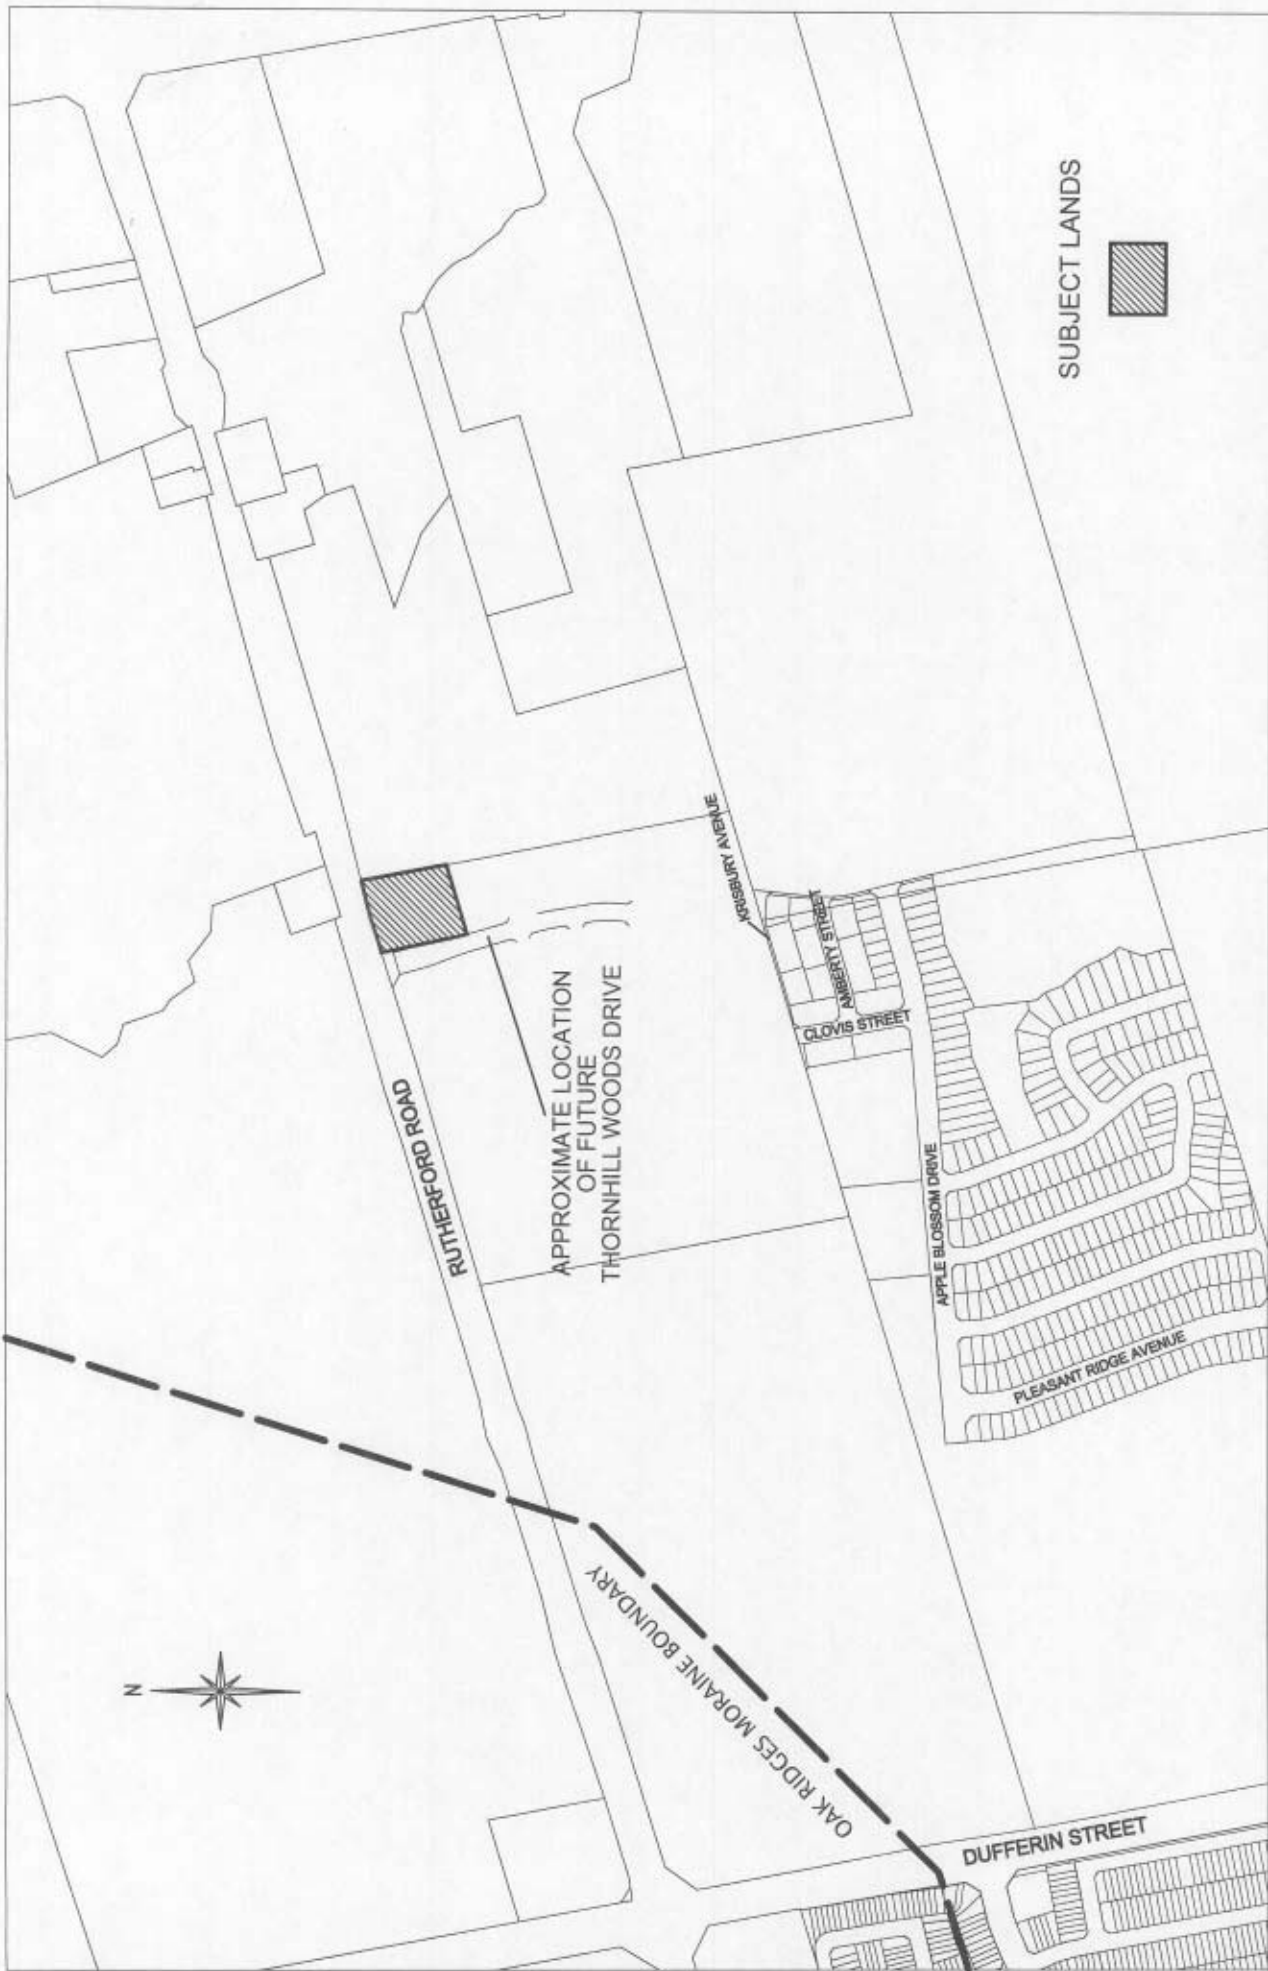 N
RUTHERFORD ROAD
APPROXIMATE LOCATION
OF FUTURE
THORNHILL WOODS DRIVE
OAK RIDGES MORAINE BOUNDARY
DUFFERIN STREET
KRISBURY AVENUE
AMBERTY STREET
CLOVIS STREET
APPLE BLOSSOM DRIVE
PLEASANT RIDGE AVENUE
SUBJECT LANDS